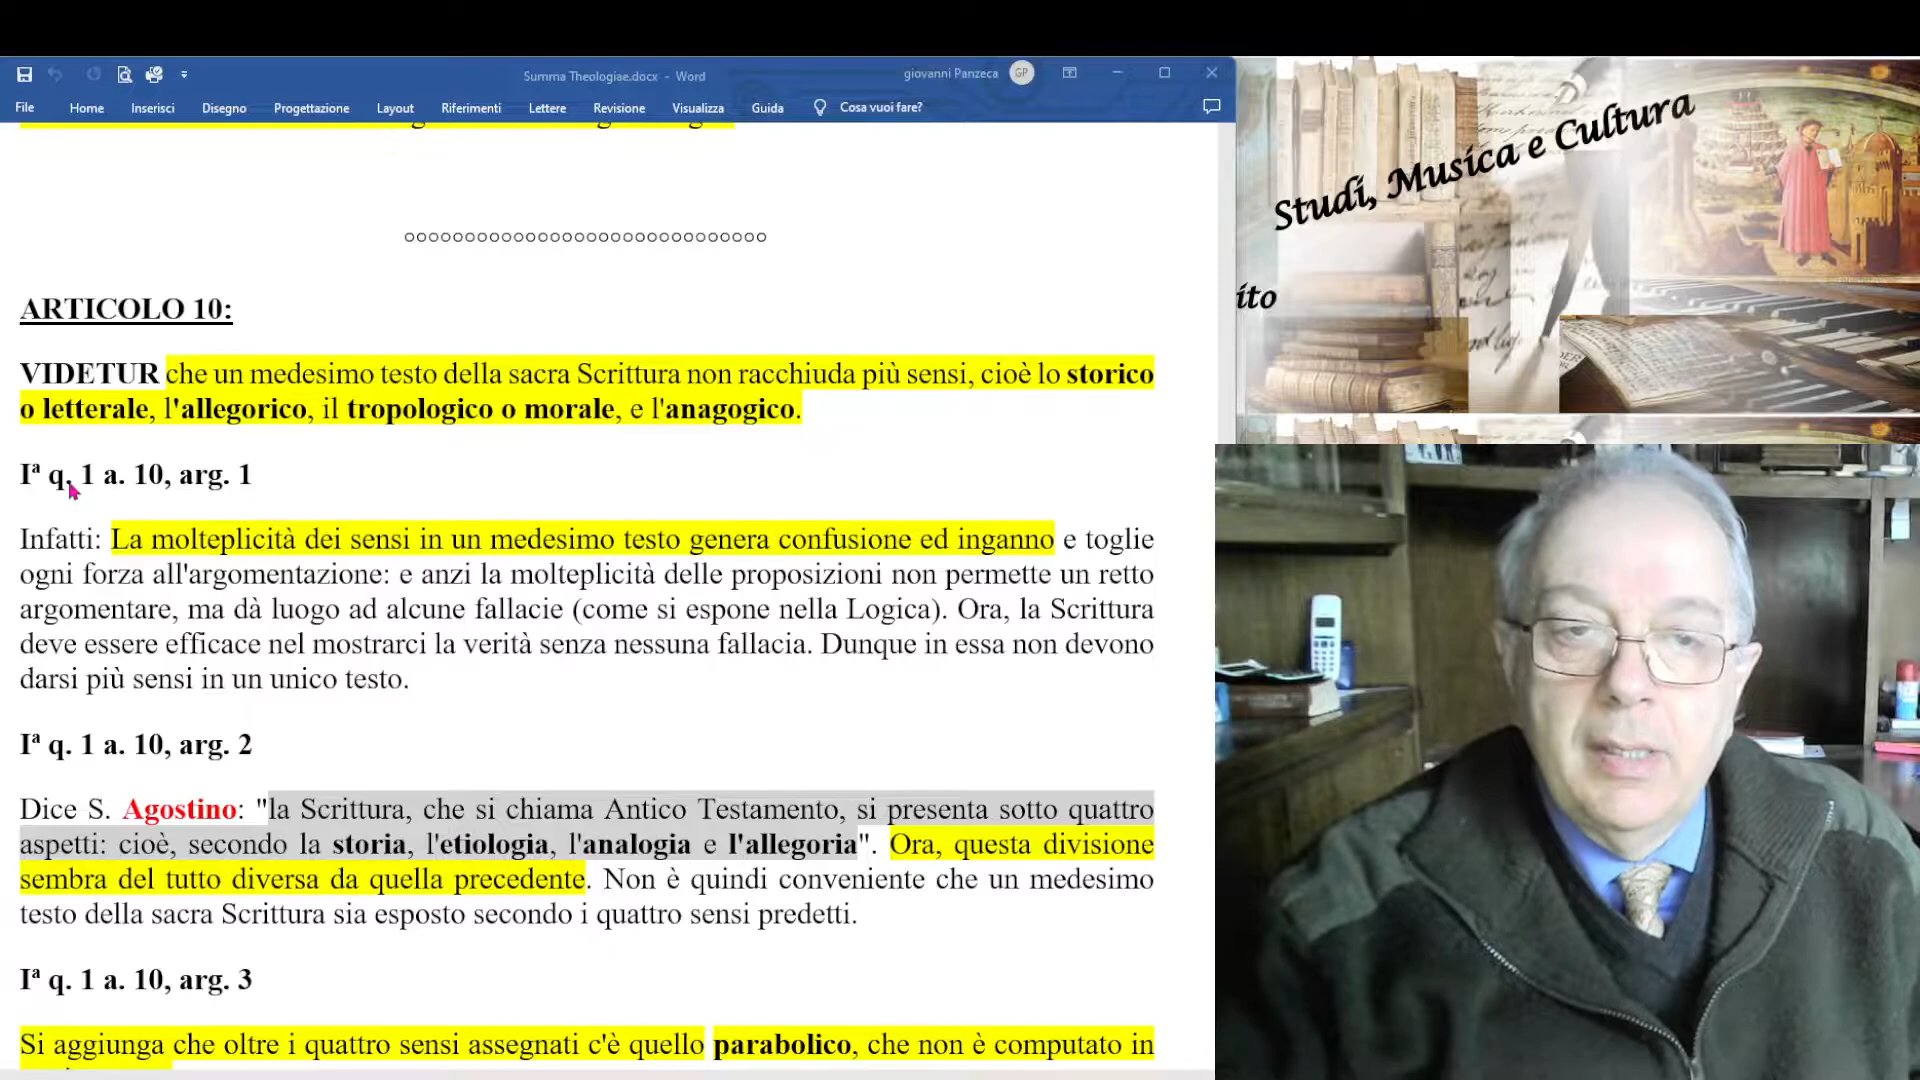 Summa Theologiae.docx - Word
giovanni Panzeca GP
File Home Inserisci Disegno Progettazione Layout Riferimenti Lettere Revisione Visualizza Guida Cosa vuoi fare?
°°°°°°°°°°°°°°°°°°°°°°°°°°°°°°
ARTICOLO 10:
VIDETUR che un medesimo testo della sacra Scrittura non racchiuda più sensi, cioè lo storico
o letterale, l'allegorico, il tropologico o morale, e l'anagogico.
Iª q. 1 a. 10, arg. 1
Infatti: La molteplicità dei sensi in un medesimo testo genera confusione ed inganno e toglie
ogni forza all'argomentazione: e anzi la molteplicità delle proposizioni non permette un retto
argomentare, ma dà luogo ad alcune fallacie (come si espone nella Logica). Ora, la Scrittura
deve essere efficace nel mostrarci la verità senza nessuna fallacia. Dunque in essa non devono
darsi più sensi in un unico testo.
Iª q. 1 a. 10, arg. 2
Dice S. Agostino: "la Scrittura, che si chiama Antico Testamento, si presenta sotto quattro
aspetti: cioè, secondo la storia, l'etiologia, l'analogia e l'allegoria". Ora, questa divisione
sembra del tutto diversa da quella precedente. Non è quindi conveniente che un medesimo
testo della sacra Scrittura sia esposto secondo i quattro sensi predetti.
Iª q. 1 a. 10, arg. 3
Si aggiunga che oltre i quattro sensi assegnati c'è quello parabolico, che non è computato in
Studi, Musica e Cultura
ito